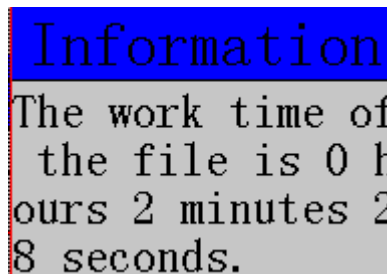 Information
The work time of
the file is 0 h
ours 2 minutes 2
8 seconds.